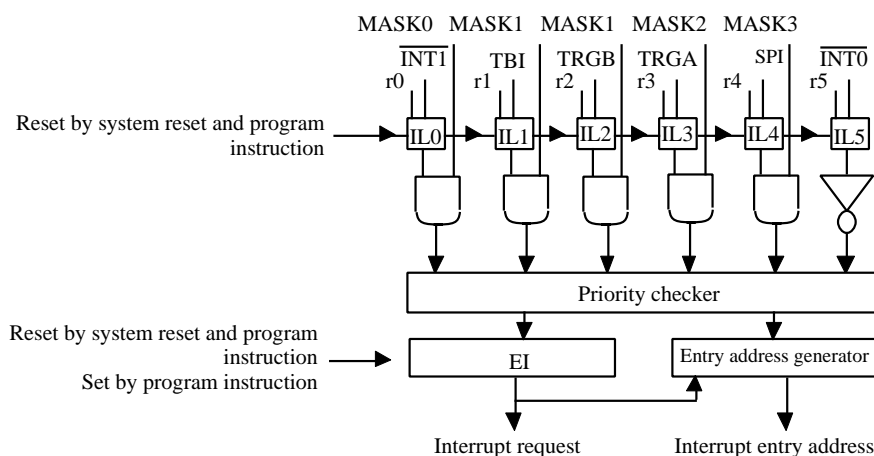 MASK0 MASK1 MASK1 MASK2 MASK3
INT1 TBI TRGB TRGA SPI INT0
r0 r1 r2 r3 r4 r5
Reset by system reset and program
instruction
IL0 IL1 IL2 IL3 IL4 IL5
Priority checker
Reset by system reset and program
instruction
Set by program instruction
EI
Entry address generator
Interrupt request
Interrupt entry address